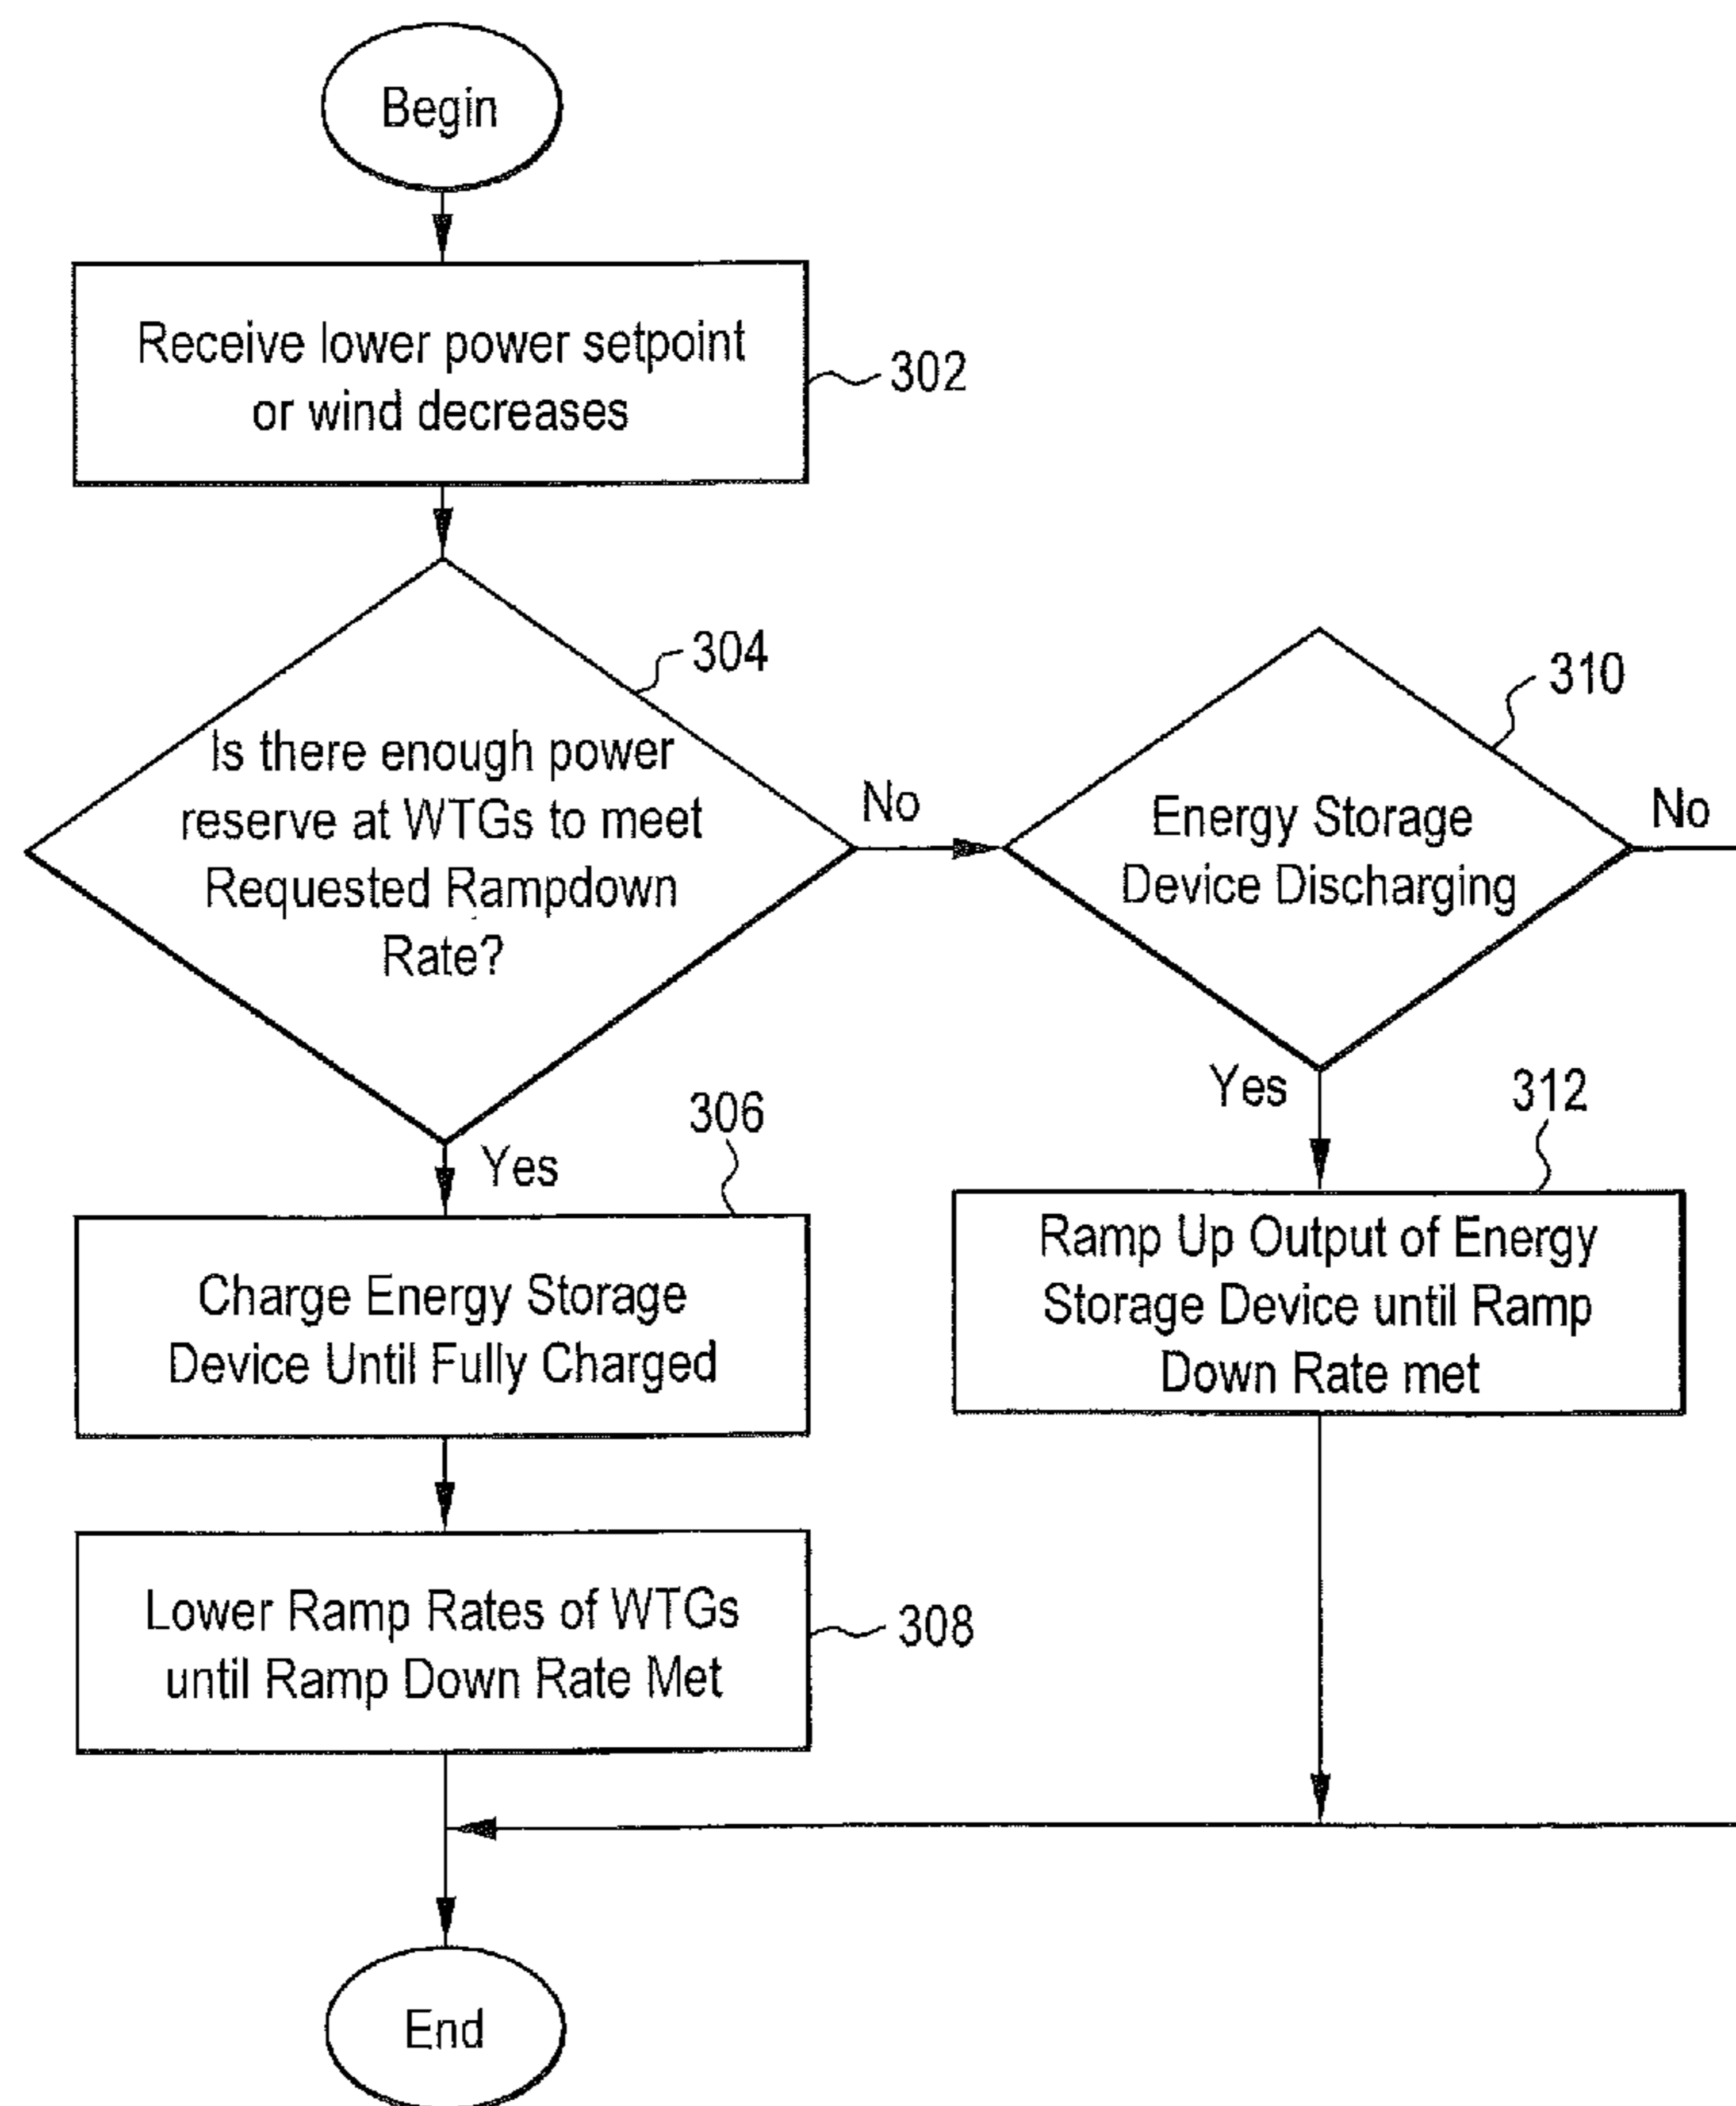 Begin
Receive lower power setpoint
or wind decreases
302
304
Is there enough power
reserve at WTGs to meet
Requested Rampdown
Rate?
No
310
Energy Storage
Device Discharging
No
Yes
306
Charge Energy Storage
Device Until Fully Charged
Yes
312
Ramp Up Output of Energy
Storage Device until Ramp
Down Rate met
Lower Ramp Rates of WTGs
until Ramp Down Rate Met
308
End